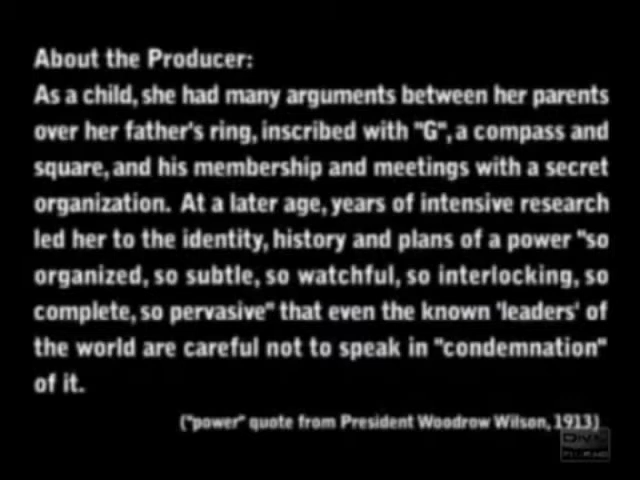 About the Producer:
As a child, she had many arguments between her parents
over her father's ring, inscribed with "G", a compass and
square, and his membership and meetings with a secret
organization. At a later age, years of intensive research
led her to the identity, history and plans of a power "so
organized, so subtle, so watchful, so interlocking, so
complete, so pervasive" that even the known 'leaders' of
the world are careful not to speak in "condemnation"
of it.
("power" quote from President Woodrow Wilson, 1913)